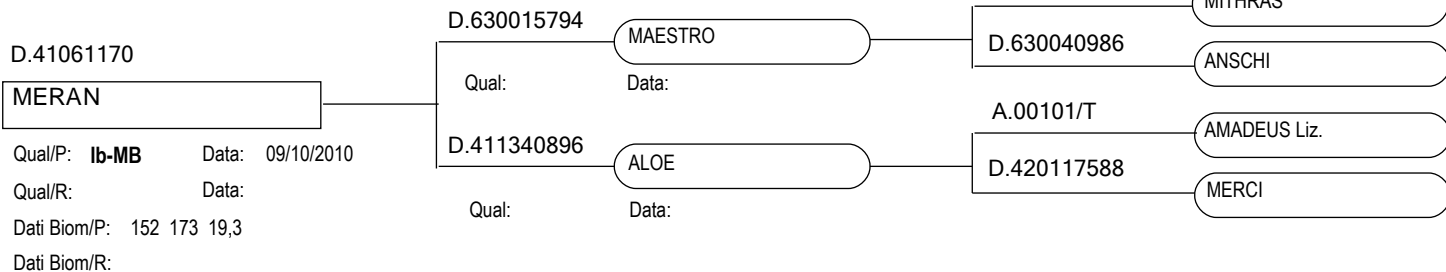 MITHRAS
D.630015794
MAESTRO
D.630040986
D.41061170
ANSCHI
MERAN
Qual: Data:
A.00101/T
AMADEUS Liz.
Qual/P: Ib-MB Data: 09/10/2010
D.411340896
ALOE
D.420117588
MERCI
Qual/R: Data:
Qual: Data:
Dati Biom/P: 152 173 19,3
Dati Biom/R: